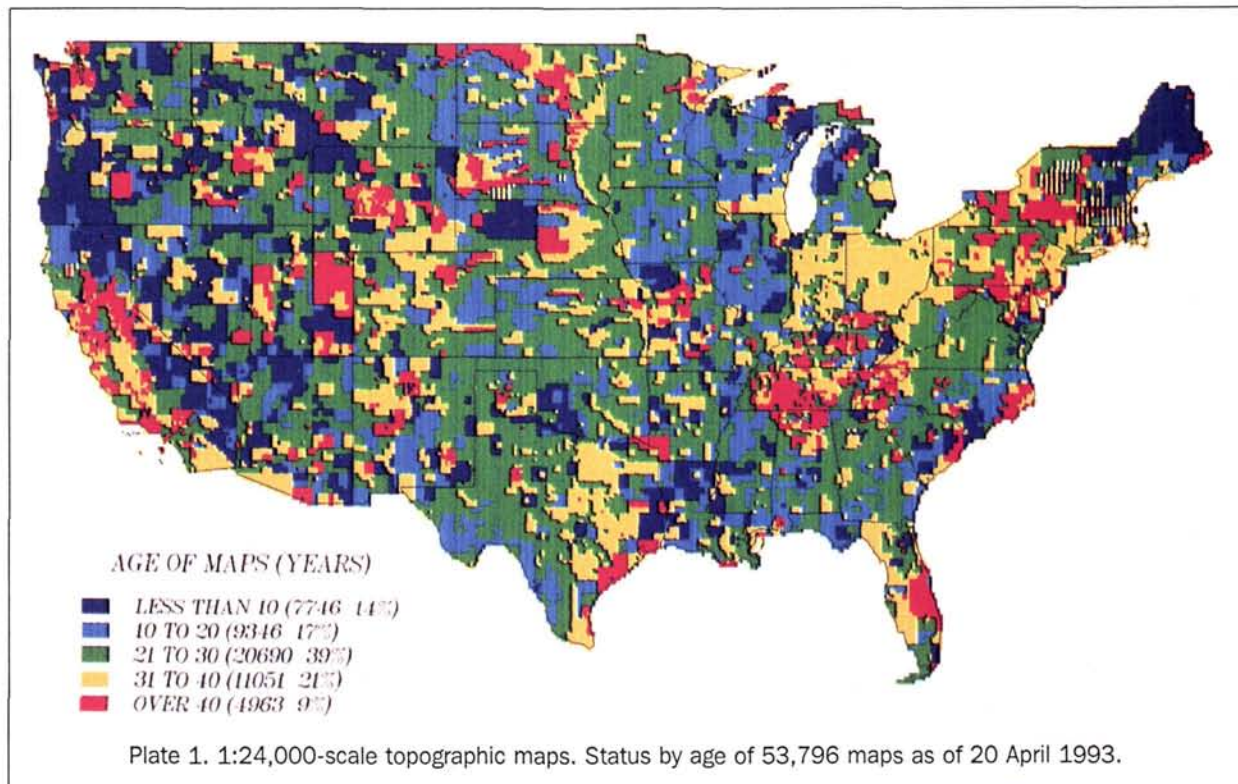 AGE OF MAPS (YEARS)
LESS THAN 10 (7746 14%)
10 TO 20 (9346 17%)
21 TO 30 (20690 39%)
31 TO 40 (11051 21%)
OVER 40 (4963 9%)
Plate 1. 1:24,000-scale topographic maps. Status by age of 53,796 maps as of 20 April 1993.